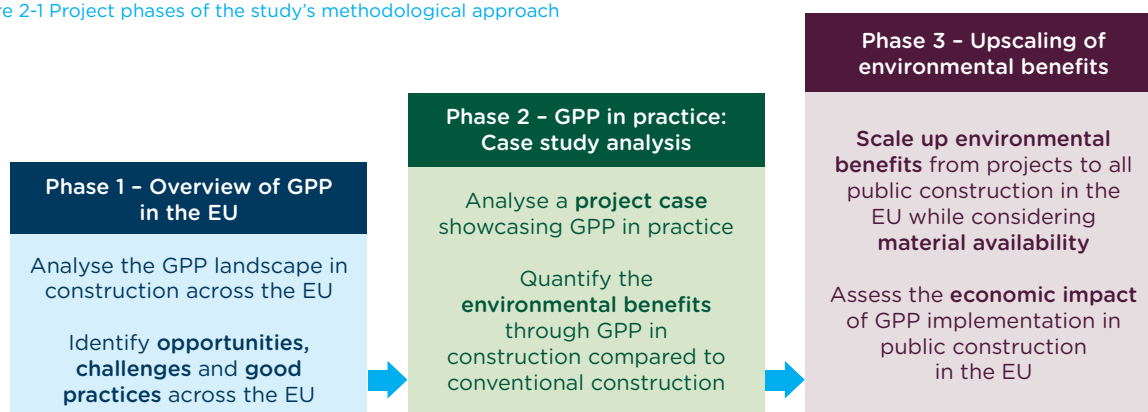 2-1 Project phases of the study's methodological approach
Phase 1 – Overview of GPP
in the EU
Analyse the GPP landscape in
construction across the EU
Identify opportunities,
challenges and good
practices across the EU
Phase 2 – GPP in practice:
Case study analysis
Analyse a project case
showcasing GPP in practice
Quantify the
environmental benefits
through GPP in
construction compared to
conventional construction
Phase 3 – Upscaling of
environmental benefits
Scale up environmental
benefits from projects to all
public construction in the
EU while considering
material availability
Assess the economic impact
of GPP implementation in
public construction
in the EU